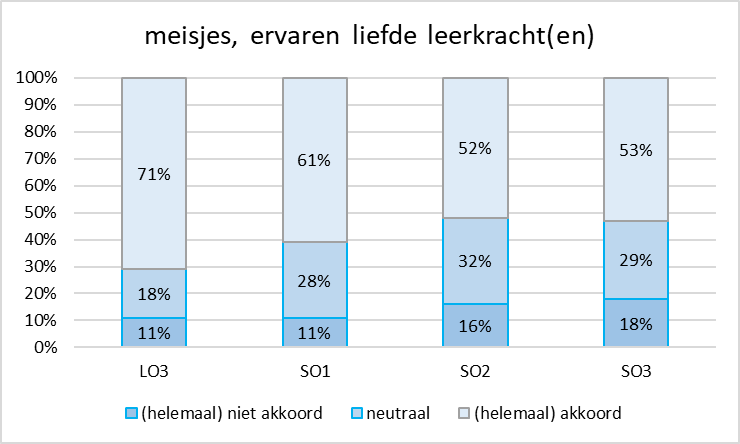 meisjes, ervaren liefde leerkracht(en)
100%
90%
80%
70%
60%
50%
40%
30%
20%
10%
0%
71% 61% 52% 53%
18% 28% 32% 29%
11% 11% 16% 18%
LO3 SO1 SO2 SO3
(helemaal) niet akkoord neutraal (helemaal) akkoord